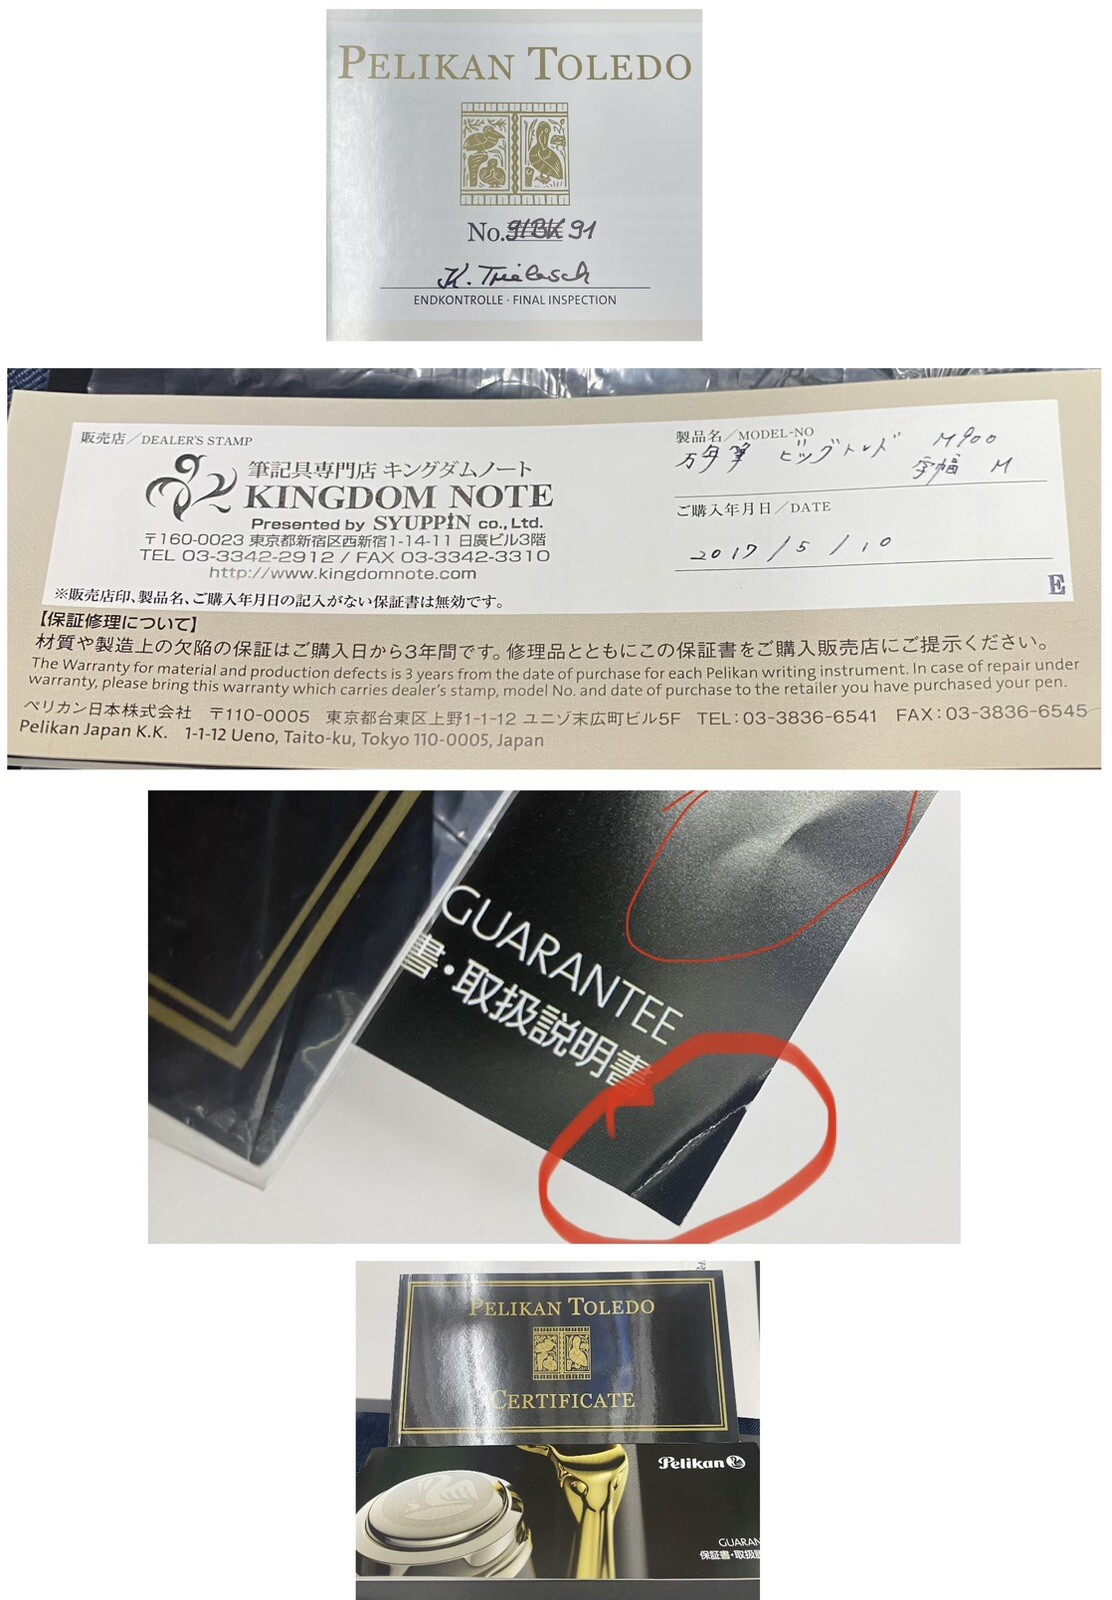 PELIKAN TOLEDO
No. 91BK 91
K. Trielasch
ENDKONTROLLE · FINAL INSPECTION
販売店／DEALER'S STAMP
筆記具専門店 キングダムノート
KINGDOM NOTE
Presented by SYUPPIN co., Ltd.
〒160-0023 東京都新宿区西新宿1-14-11 日廣ビル3階
TEL 03-3342-2912 / FAX 03-3342-3310
http://www.kingdomnote.com
※販売店印、製品名、ご購入年月日の記入がない保証書は無効です。
製品名／MODEL-NO
万年筆 ビッグトレド M900
字幅 M
ご購入年月日／DATE
2017/5/10
E
【保証修理について】
材質や製造上の欠陥の保証はご購入日から3年間です。修理品とともにこの保証書をご購入販売店にご提示ください。
The Warranty for material and production defects is 3 years from the date of purchase for each Pelikan writing instrument. In case of repair under
warranty, please bring this warranty which carries dealer's stamp, model No. and date of purchase to the retailer you have purchased your pen.
ペリカン日本株式会社 〒110-0005 東京都台東区上野1-1-12 ユニゾ末広町ビル5F TEL：03-3836-6541 FAX：03-3836-6545
Pelikan Japan K.K. 1-1-12 Ueno, Taito-ku, Tokyo 110-0005, Japan
GUARANTEE
書・取扱説明書
PELIKAN TOLEDO
CERTIFICATE
Pelikan
GUARAN
保証書・取扱